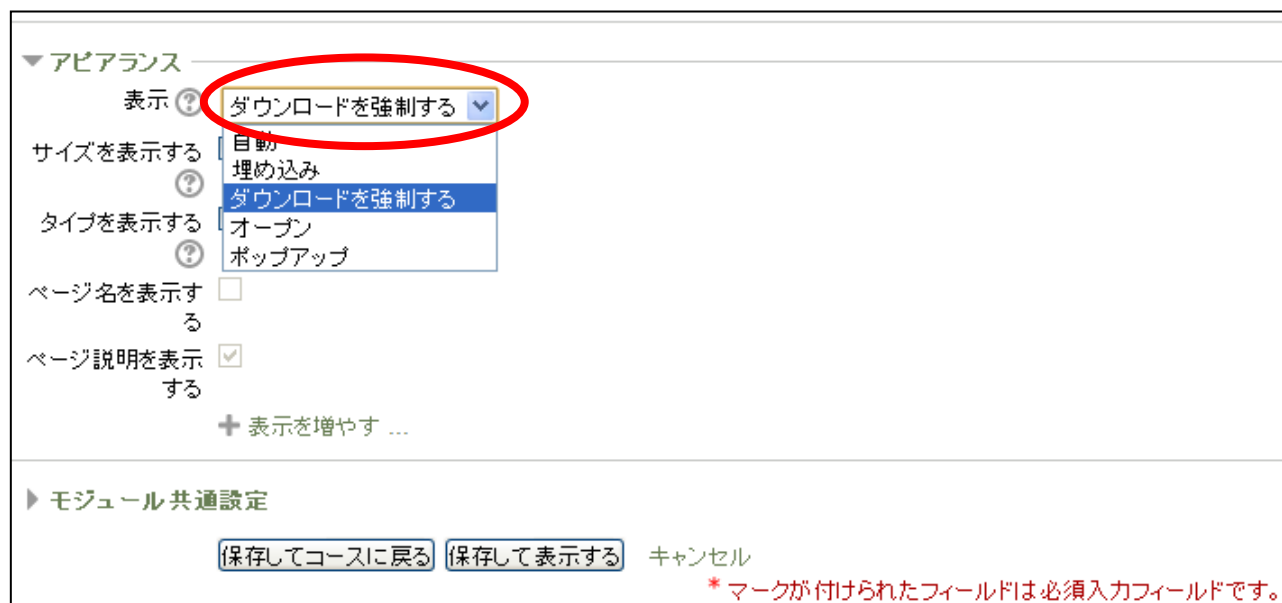 アピアランス
表示
ダウンロードを強制する
自動
サイズを表示する
埋め込み
ダウンロードを強制する
タイプを表示する
オープン
ポップアップ
ページ名を表示す
る
ページ説明を表示
する
表示を増やす ...
モジュール共通設定
保存してコースに戻る 保存して表示する キャンセル
* マークが付けられたフィールドは必須入力フィールドです。